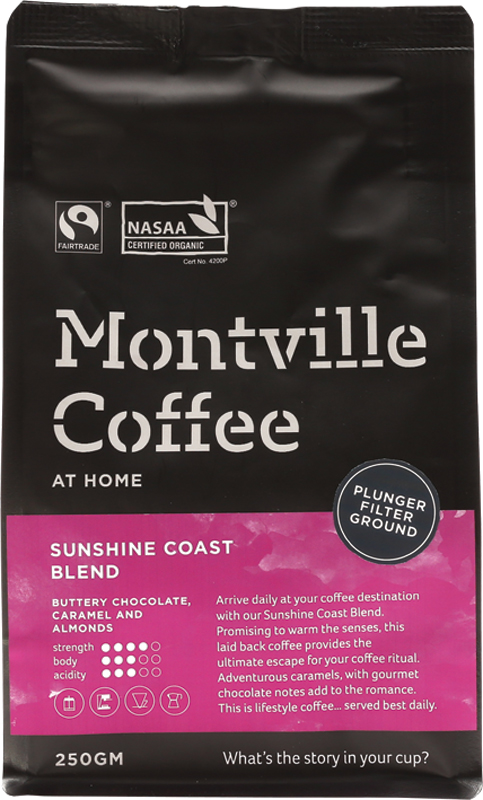 FAIRTRADE
®
NASAA
®
CERTIFIED ORGANIC
Cert No. 4200P
Montville
Coffee
AT HOME
PLUNGER
FILTER
GROUND
SUNSHINE COAST
BLEND
BUTTERY CHOCOLATE,
CARAMEL AND
ALMONDS
strength
body
acidity
Arrive daily at your coffee destination
with our Sunshine Coast Blend.
Promising to warm the senses, this
laid back coffee provides the
ultimate escape for your coffee ritual.
Adventurous caramels, with gourmet
chocolate notes add to the romance.
This is lifestyle coffee... served best daily.
250GM
What's the story in your cup?